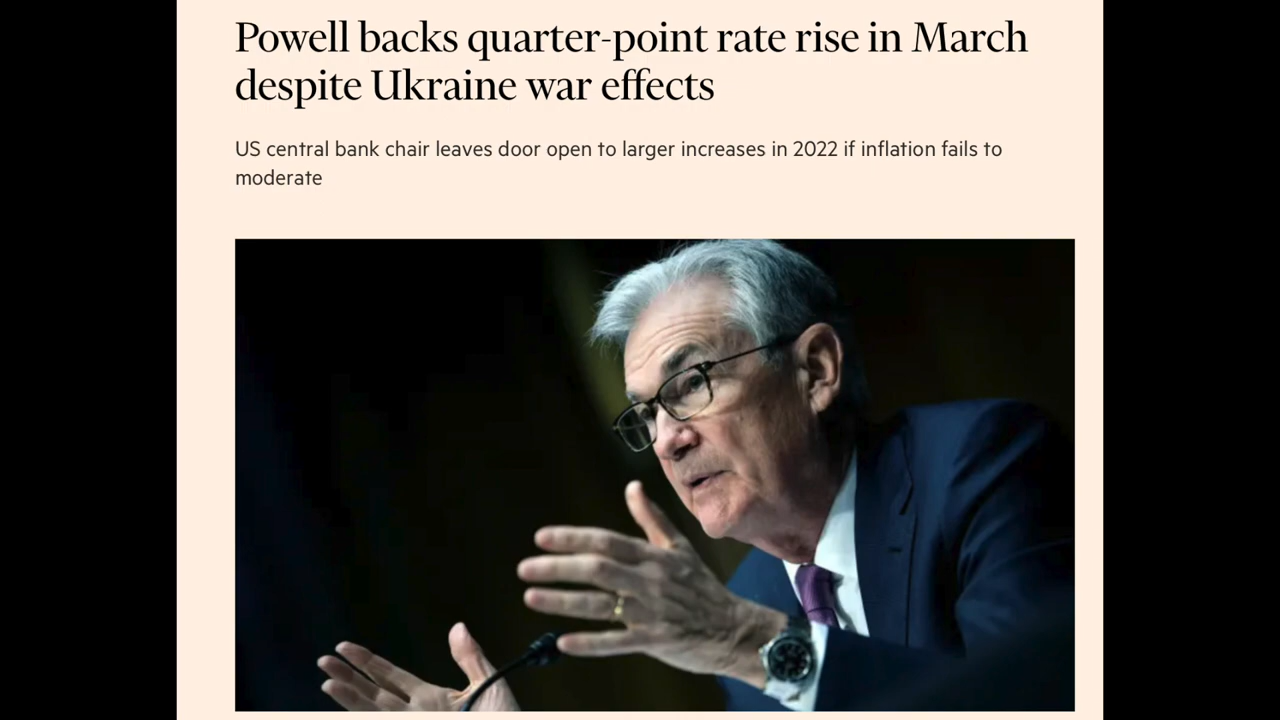 Powell backs quarter-point rate rise in March
despite Ukraine war effects
US central bank chair leaves door open to larger increases in 2022 if inflation fails to
moderate